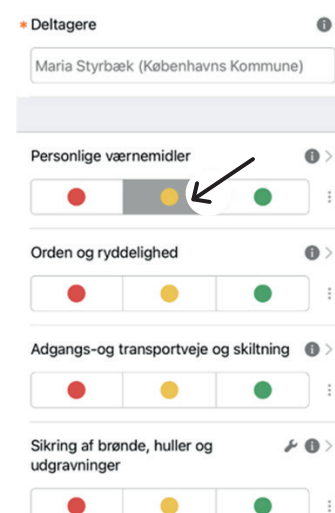 * Deltagere
Maria Styrbæk (Københavns Kommune)
Personlige værnemidler
Orden og ryddelighed
Adgangs-og transportveje og skiltning
Sikring af brønde, huller og
udgravninger